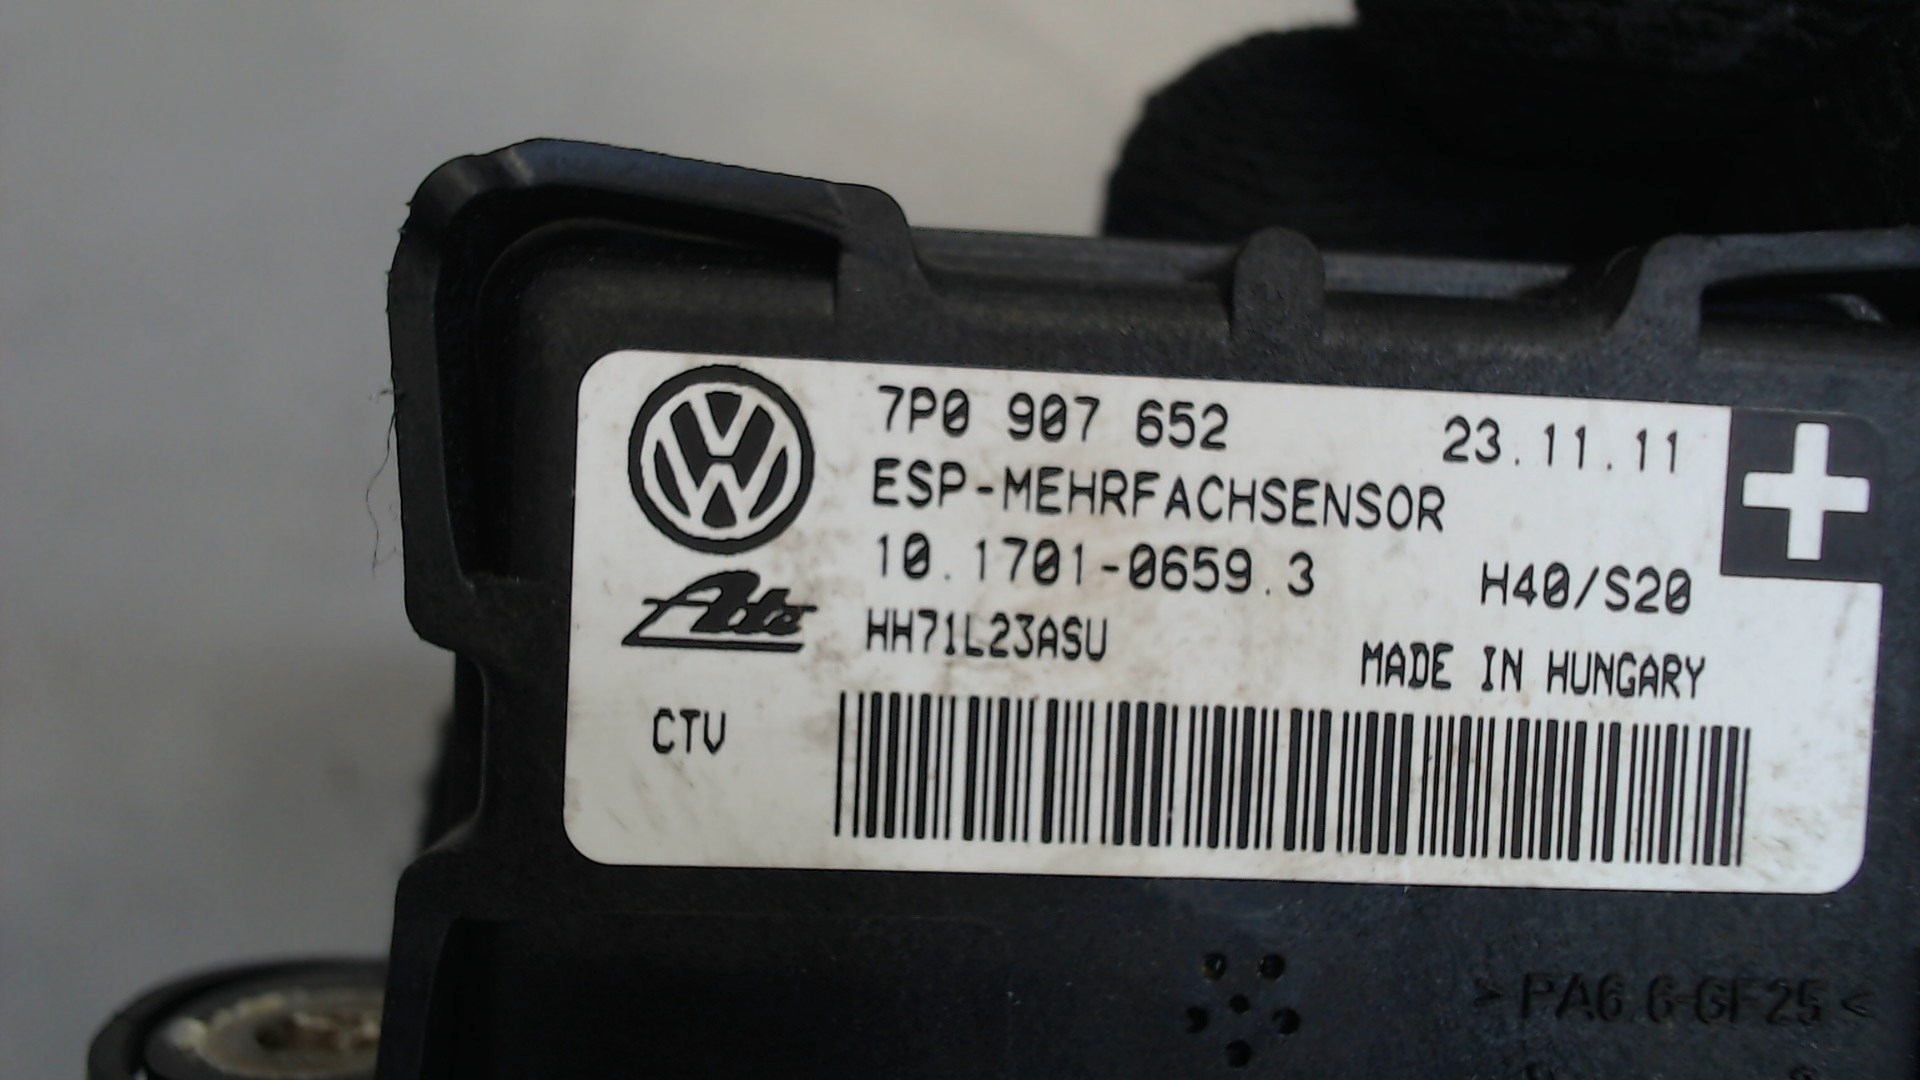 7P0 907 652 23.11.11
ESP-MEHRFACHSENSOR
10.1701-0659.3 H40/S20
Ate HH71L23ASU
MADE IN HUNGARY
CTV
>PA6.6-GF25<